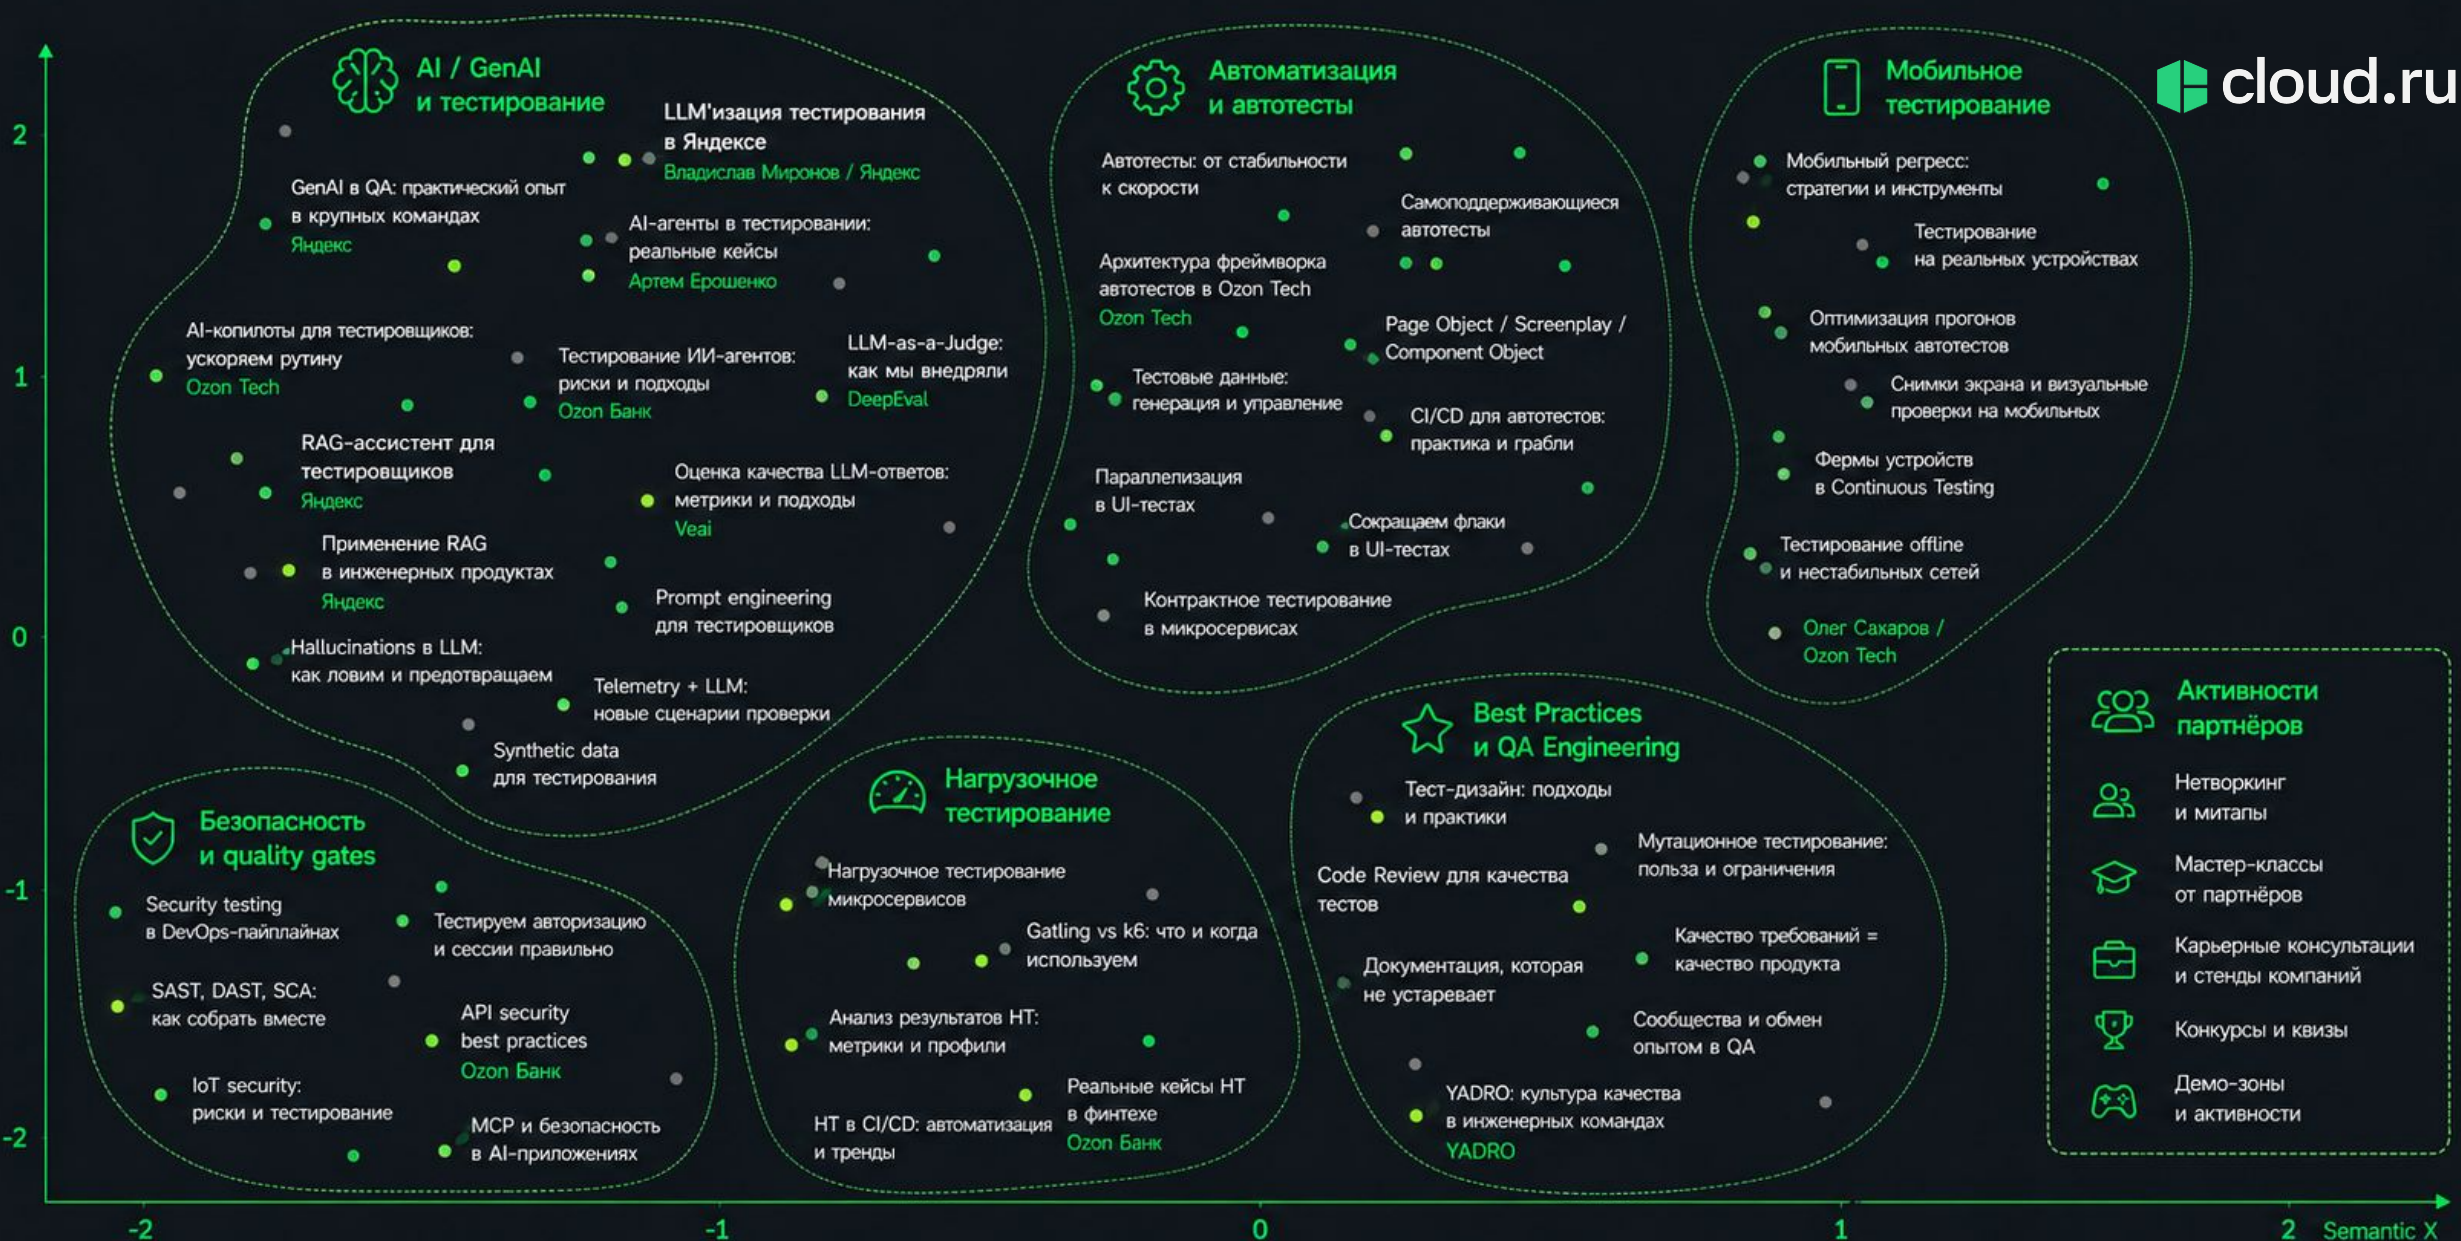 cloud.ru
AI / GenAI
и тестирование
LLM'изация тестирования
в Яндексе
Владислав Миронов / Яндекс
GenAI в QA: практический опыт
в крупных командах
Яндекс
AI-агенты в тестировании:
реальные кейсы
Артем Ерошенко
AI-копилоты для тестировщиков:
ускоряем рутину
Ozon Tech
Тестирование ИИ-агентов:
риски и подходы
Ozon Банк
LLM-as-a-Judge:
как мы внедряли
DeepEval
RAG-ассистент для
тестировщиков
Яндекс
Оценка качества LLM-ответов:
метрики и подходы
Veai
Применение RAG
в инженерных продуктах
Яндекс
Prompt engineering
для тестировщиков
Hallucinations в LLM:
как ловим и предотвращаем
Telemetry + LLM:
новые сценарии проверки
Synthetic data
для тестирования
Автоматизация
и автотесты
Автотесты: от стабильности
к скорости
Самоподдерживающиеся
автотесты
Архитектура фреймворка
автотестов в Ozon Tech
Ozon Tech
Page Object / Screenplay /
Component Object
Тестовые данные:
генерация и управление
CI/CD для автотестов:
практика и грабли
Параллелизация
в UI-тестах
Сокращаем флаки
в UI-тестах
Контрактное тестирование
в микросервисах
Мобильное
тестирование
Мобильный регресс:
стратегии и инструменты
Тестирование
на реальных устройствах
Оптимизация прогонов
мобильных автотестов
Снимки экрана и визуальные
проверки на мобильных
Фермы устройств
в Continuous Testing
Тестирование offline
и нестабильных сетей
Олег Сахаров /
Ozon Tech
Безопасность
и quality gates
Security testing
в DevOps-пайплайнах
Тестируем авторизацию
и сессии правильно
SAST, DAST, SCA:
как собрать вместе
API security
best practices
Ozon Банк
IoT security:
риски и тестирование
MCP и безопасность
в AI-приложениях
Нагрузочное
тестирование
Нагрузочное тестирование
микросервисов
Gatling vs k6: что и когда
используем
Анализ результатов НТ:
метрики и профили
Реальные кейсы НТ
в финтехе
Ozon Банк
НТ в CI/CD: автоматизация
и тренды
Best Practices
и QA Engineering
Тест-дизайн: подходы
и практики
Мутационное тестирование:
польза и ограничения
Code Review для качества
тестов
Качество требований =
качество продукта
Документация, которая
не устаревает
Сообщества и обмен
опытом в QA
YADRO: культура качества
в инженерных командах
YADRO
Активности
партнёров
Нетворкинг
и митапы
Мастер-классы
от партнёров
Карьерные консультации
и стенды компаний
Конкурсы и квизы
Демо-зоны
и активности
2
1
0
-1
-2
-2
-1
0
1
2
Semantic X